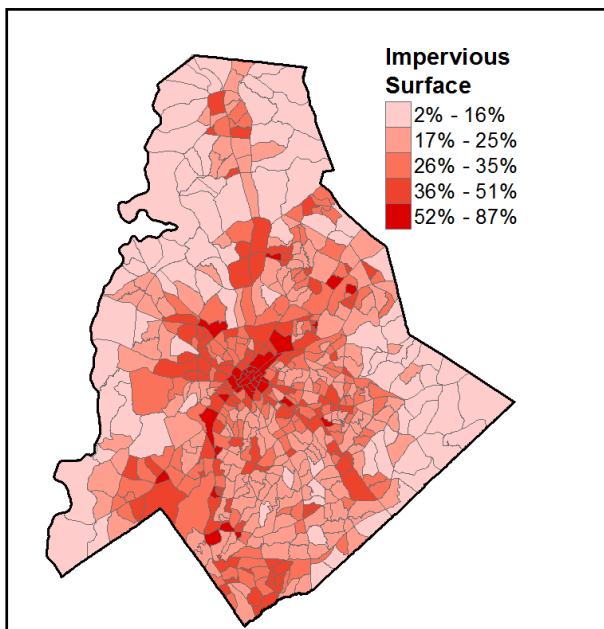 Impervious
Surface
2% - 16%
17% - 25%
26% - 35%
36% - 51%
52% - 87%